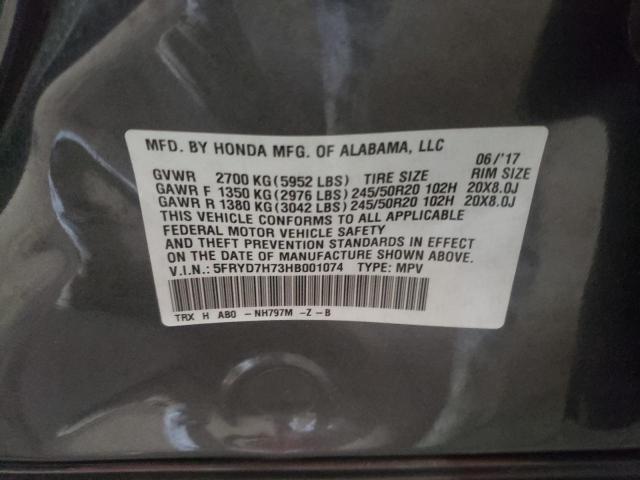 MFD. BY HONDA MFG. OF ALABAMA, LLC 06/'17
GVWR 2700 KG(5952 LBS) TIRE SIZE RIM SIZE
GAWR F 1350 KG(2976 LBS)245/50R20 102H 20X8.0J
GAWR R 1380 KG(3042 LBS)245/50R20 102H 20X8.0J
THIS VEHICLE CONFORMS TO ALL APPLICABLE
FEDERAL MOTOR VEHICLE SAFETY
AND THEFT PREVENTION STANDARDS IN EFFECT
ON THE DATE OF MANUFACTURE SHOWN ABOVE.
V.I.N.: 5FRYD7H73HB001074 TYPE: MPV
TRX H AB0 - NH797M -Z-B